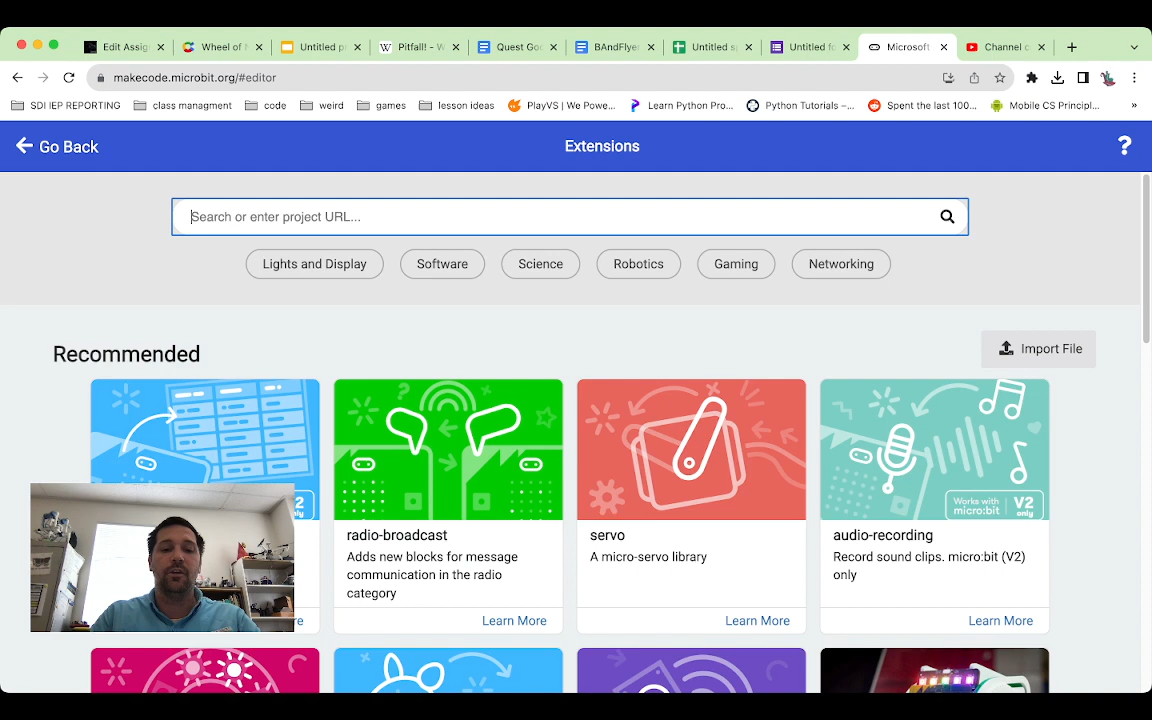 Edit Assig
Wheel of N
Untitled p
Pitfall! - W
Quest Goo
BAndFlye
Untitled s
Untitled fo
Microsoft
Channel c
makecode.microbit.org/#editor
SDI IEP REPORTING
class managment
code
weird
games
lesson ideas
PlayVS | We Powe...
Learn Python Pro...
Python Tutorials –...
Spent the last 100...
Mobile CS Principl...
»
Go Back
Extensions
?
Search or enter project URL...
Lights and Display
Software
Science
Robotics
Gaming
Networking
Recommended
Import File
radio-broadcast
Adds new blocks for message
communication in the radio
category
Learn More
servo
A micro-servo library
Learn More
Works with
micro:bit
V2
only
audio-recording
Record sound clips. micro:bit (V2)
only
Learn More